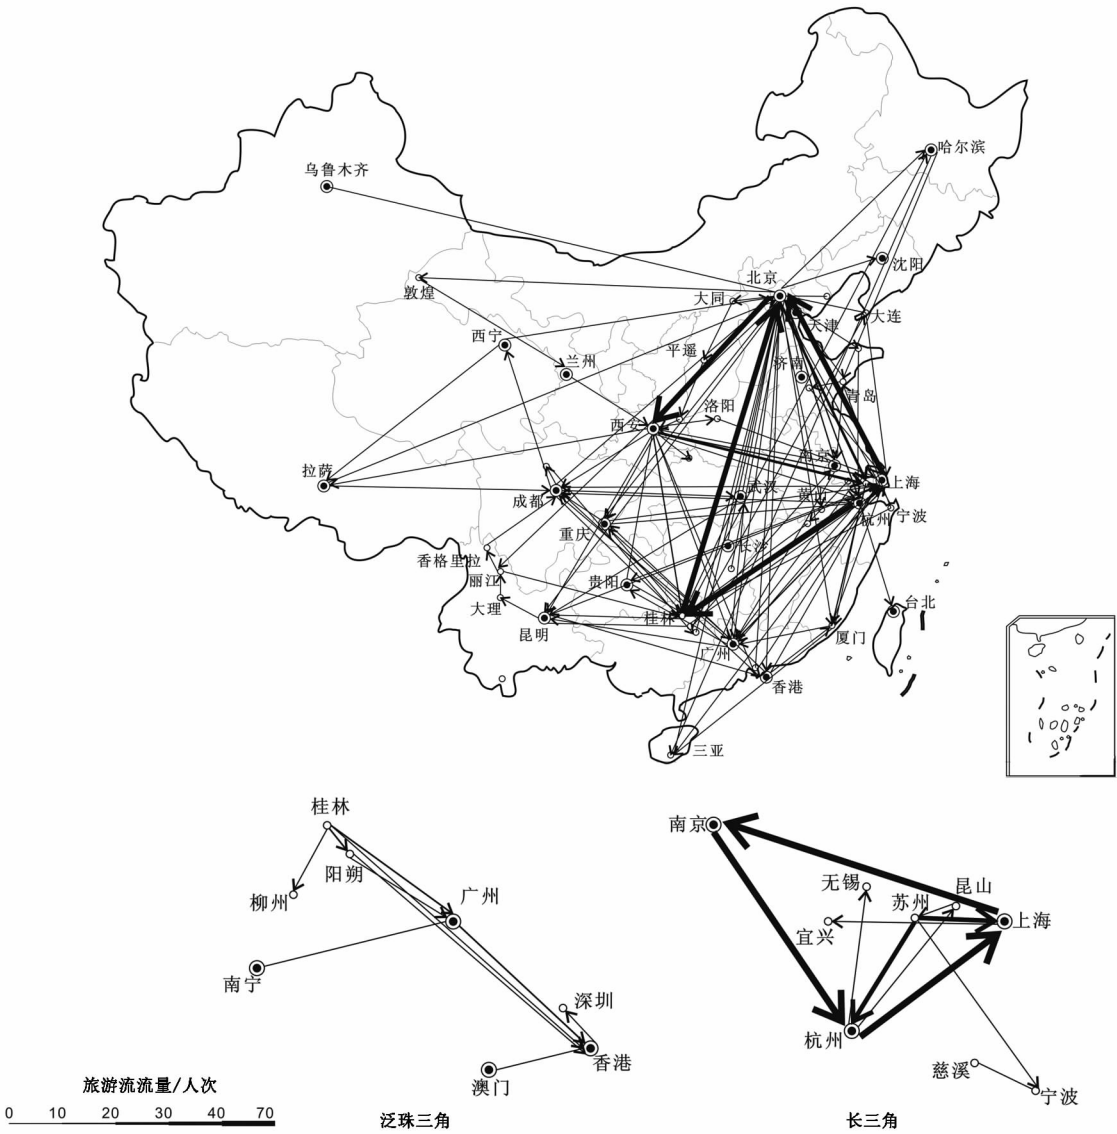 哈尔滨
乌鲁木齐
沈阳
北京
敦煌
大同
天津
大连
西宁
平遥
兰州
济南
青岛
西安
洛阳
南京
拉萨
成都
武汉
黄山
上海
杭州
宁波
重庆
长沙
香格里拉
丽江
贵阳
大理
桂林
台北
昆明
广州
厦门
香港
三亚
桂林
阳朔
柳州
广州
南宁
深圳
香港
澳门
泛珠三角
南京
无锡
苏州
昆山
宜兴
上海
杭州
慈溪
宁波
长三角
旅游流流量/人次
0 10 20 30 40 70